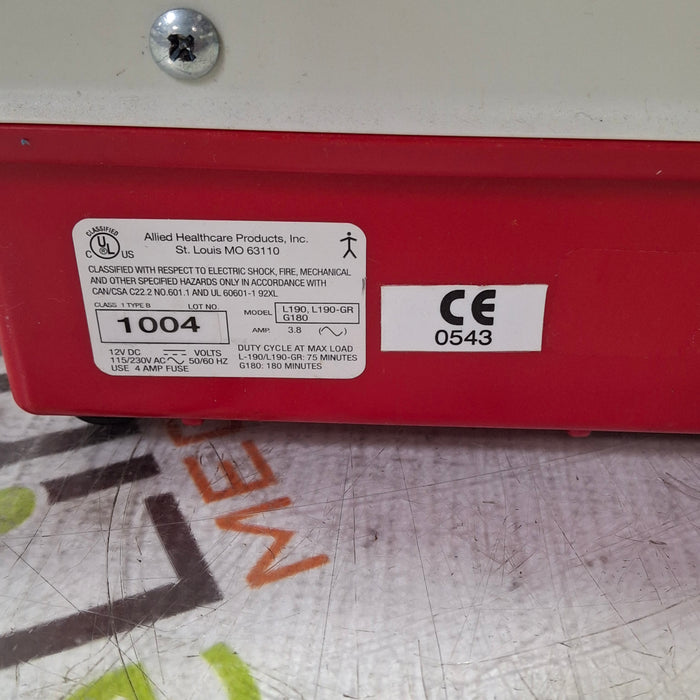 CLASSIFIED
C UL US
Allied Healthcare Products, Inc.
St. Louis MO 63110
CLASSIFIED WITH RESPECT TO ELECTRIC SHOCK, FIRE, MECHANICAL
AND OTHER SPECIFIED HAZARDS ONLY IN ACCORDANCE WITH
CAN/CSA C22.2 NO.601.1 AND UL 60601-1 92XL
CLASS 1 TYPE B LOT NO.
1004
MODEL L190, L190-GR
G180
AMP. 3.8 (~)
12V DC VOLTS
115/230V AC ~ 50/60 HZ
USE 4 AMP FUSE
DUTY CYCLE AT MAX LOAD
L-190/L190-GR: 75 MINUTES
G180: 180 MINUTES
CE
0543
MED